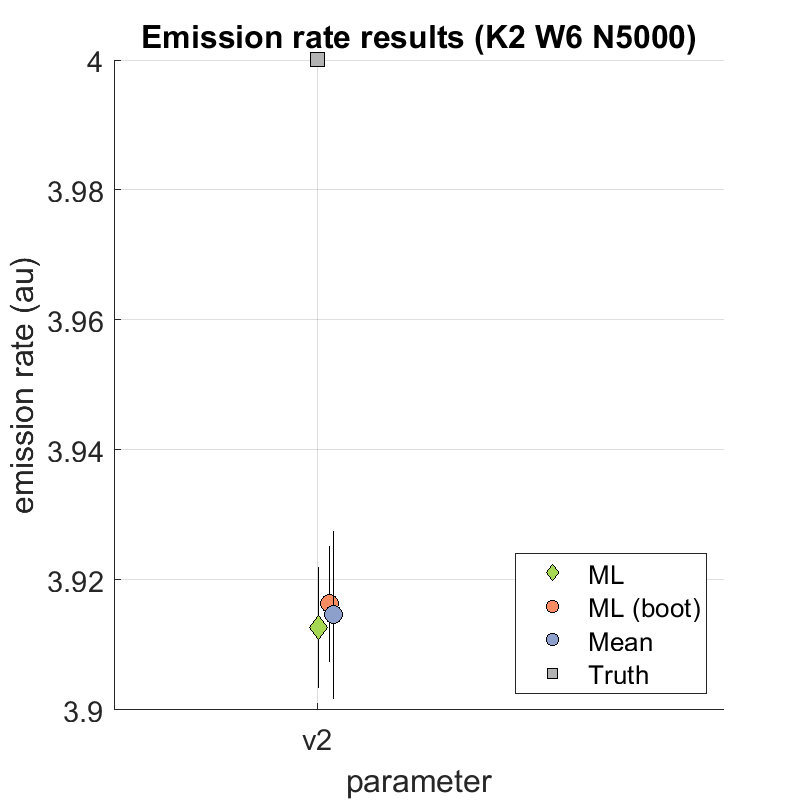 Emission rate results (K2 W6 N5000)
4
3.98
3.96
3.94
3.92
3.9
emission rate (au)
v2
parameter
ML
ML (boot)
Mean
Truth